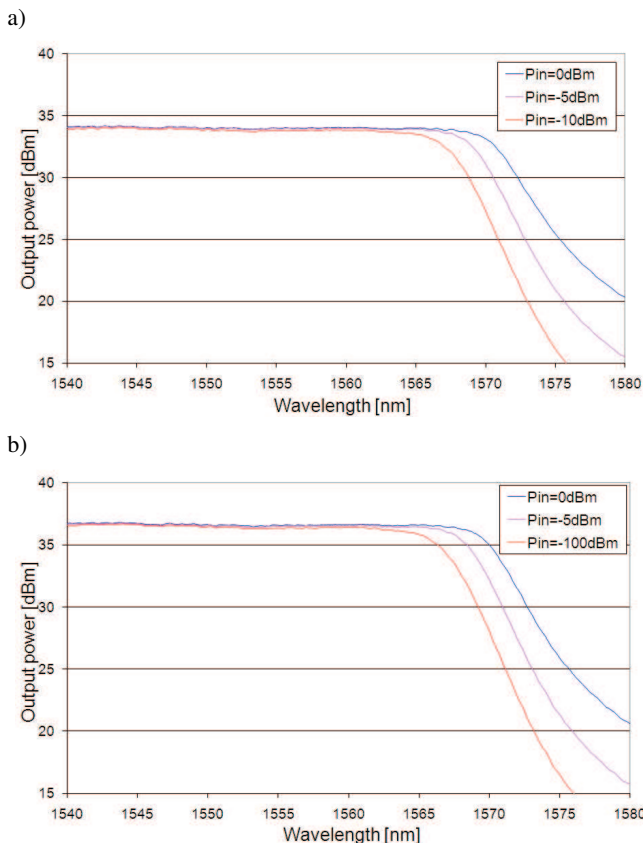 a)
40
35
30
25
20
15
Output power [dBm]
Pin=0dBm
Pin=-5dBm
Pin=-10dBm
1540 1545 1550 1555 1560 1565 1570 1575 1580
Wavelength [nm]
b)
40
35
30
25
20
15
Output power [dBm]
Pin=0dBm
Pin=-5dBm
Pin=-100dBm
1540 1545 1550 1555 1560 1565 1570 1575 1580
Wavelength [nm]